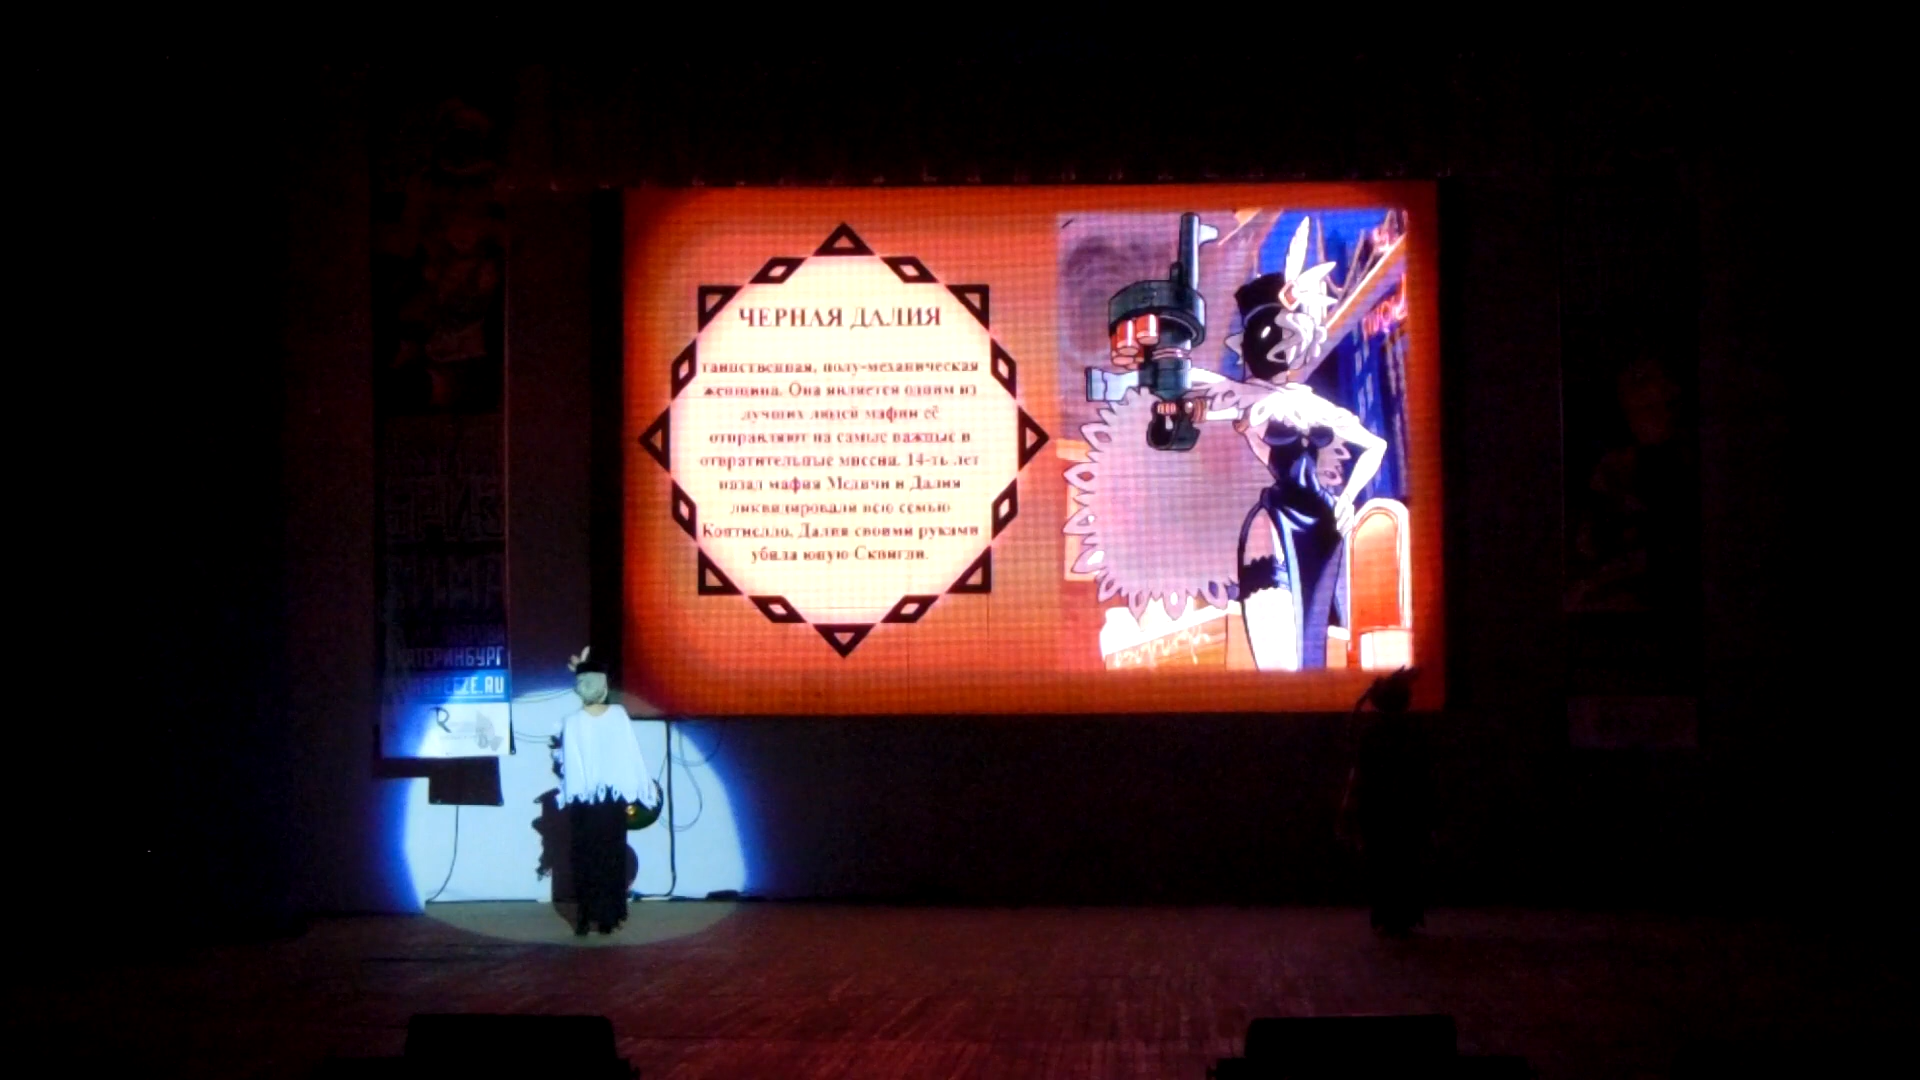 ЧЕРНАЯ ДАЛИЯ
таинственная, полу-механическая
женщина. Она является одним из
лучших людей мафии её
отправляют на самые важные и
отвратительные миссии. 14-ть лет
назад мафия Медичи и Далия
ликвидировали всю семью
Контиелло. Далия своими руками
убила юную Сквигли.
ЕКАТЕРИНБУРГ